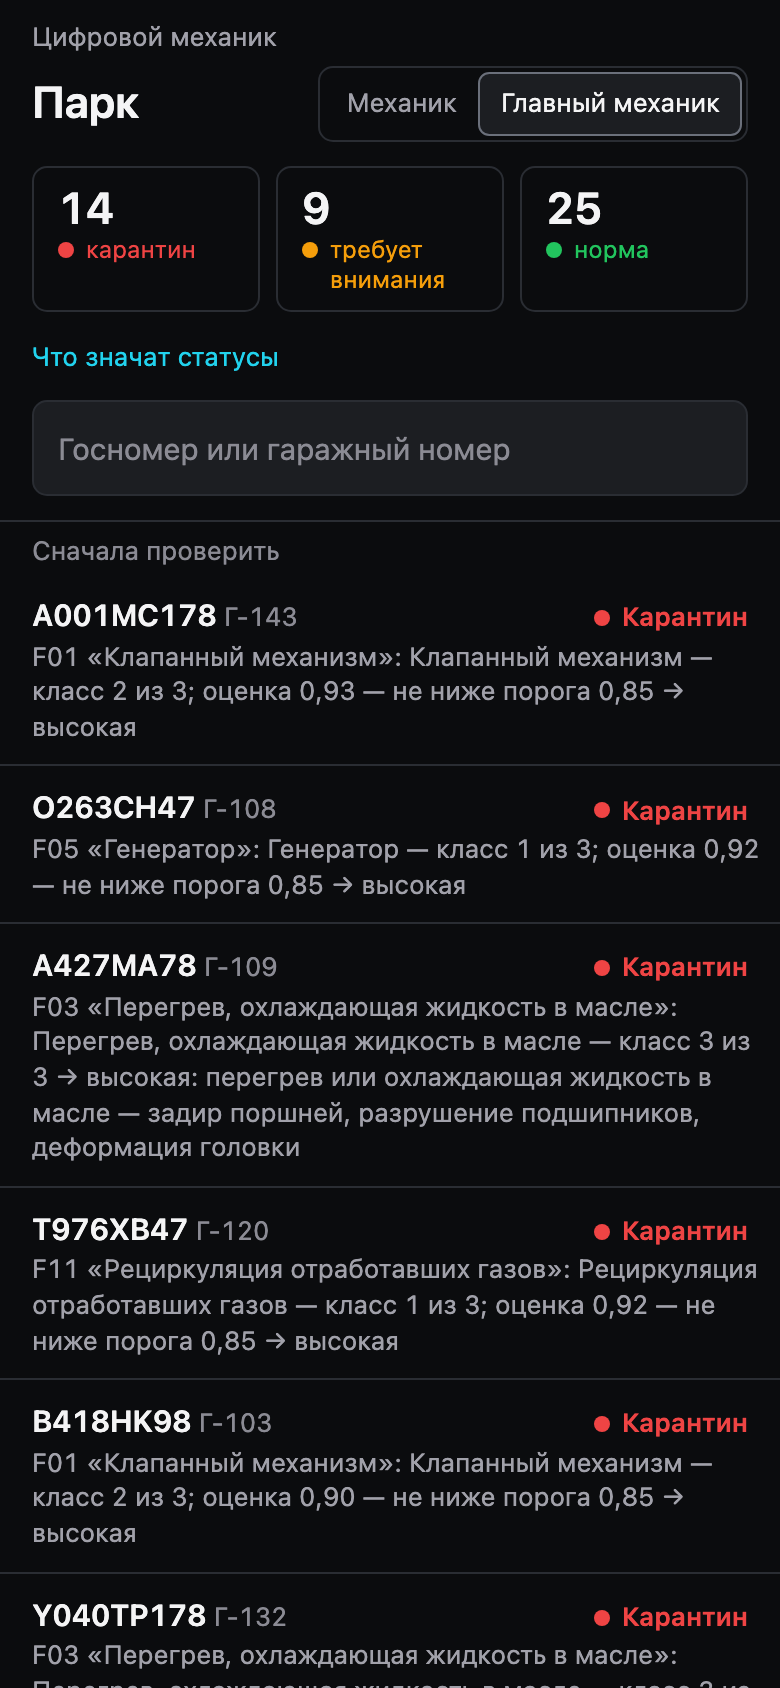 Цифровой механик
Парк
Механик
Главный механик
14
карантин
9
требует
внимания
25
норма
Что значат статусы
Госномер или гаражный номер
Сначала проверить
А001МС178 Г-143
Карантин
F01 «Клапанный механизм»: Клапанный механизм —
класс 2 из 3; оценка 0,93 — не ниже порога 0,85 →
высокая
О263СН47 Г-108
Карантин
F05 «Генератор»: Генератор — класс 1 из 3; оценка 0,92
— не ниже порога 0,85 → высокая
А427МА78 Г-109
Карантин
F03 «Перегрев, охлаждающая жидкость в масле»:
Перегрев, охлаждающая жидкость в масле — класс 3 из
3 → высокая: перегрев или охлаждающая жидкость в
масле — задир поршней, разрушение подшипников,
деформация головки
Т976ХВ47 Г-120
Карантин
F11 «Рециркуляция отработавших газов»: Рециркуляция
отработавших газов — класс 1 из 3; оценка 0,92 — не
ниже порога 0,85 → высокая
В418НК98 Г-103
Карантин
F01 «Клапанный механизм»: Клапанный механизм —
класс 2 из 3; оценка 0,90 — не ниже порога 0,85 →
высокая
Y040ТР178 Г-132
Карантин
F03 «Перегрев, охлаждающая жидкость в масле»: